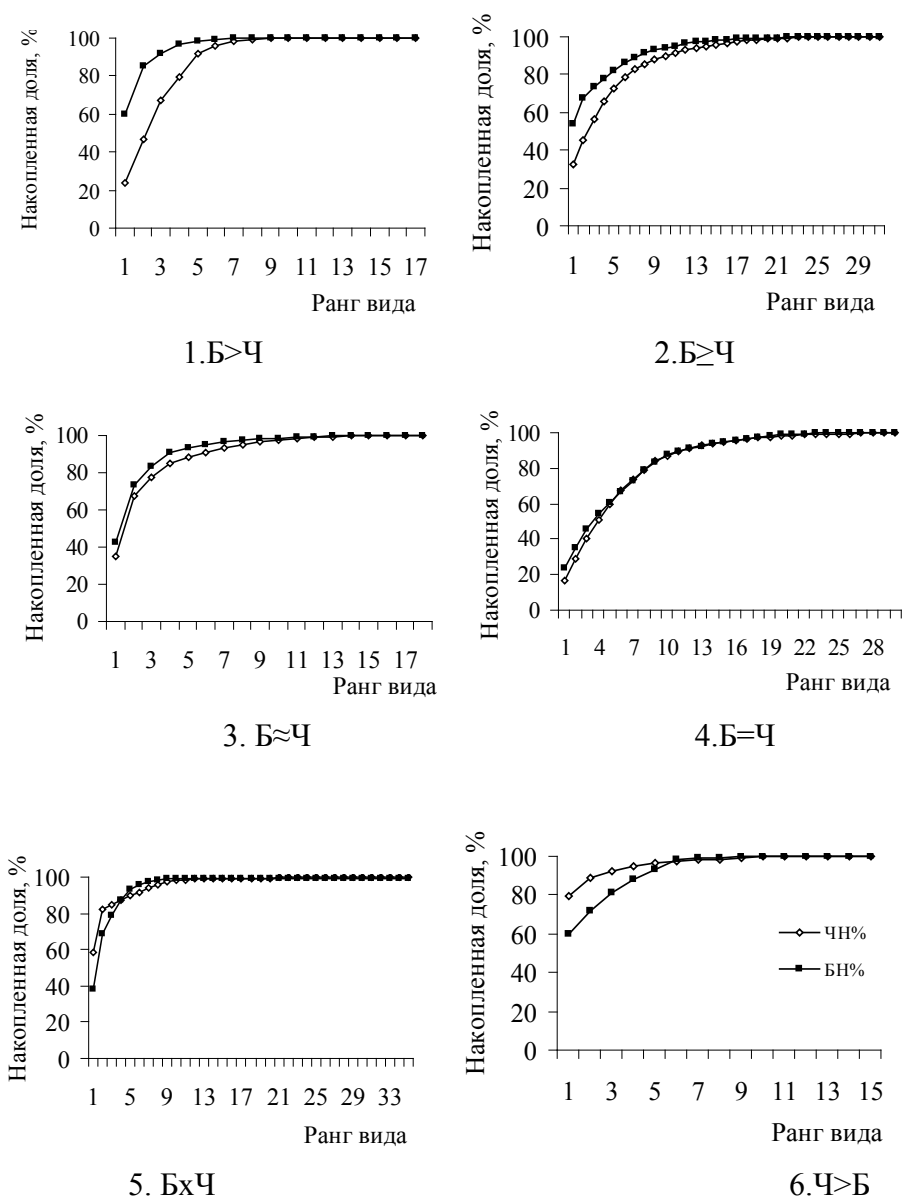 Накопленная доля, %
100
80
60
40
20
0
1 3 5 7 9 11 13 15 17
Ранг вида
1.Б>Ч
Накопленная доля, %
100
80
60
40
20
0
1 5 9 13 17 21 25 29
Ранг вида
2.Б≥Ч
Накопленная доля, %
100
80
60
40
20
0
1 3 5 7 9 11 13 15 17
Ранг вида
3. Б≈Ч
Накопленная доля, %
100
80
60
40
20
0
1 4 7 10 13 16 19 22 25 28
Ранг вида
4.Б=Ч
Накопленная доля, %
100
80
60
40
20
0
1 5 9 13 17 21 25 29 33
Ранг вида
5. БхЧ
Накопленная доля, %
100
80
60
40
20
0
ЧН%
БН%
1 3 5 7 9 11 13 15
Ранг вида
6.Ч>Б